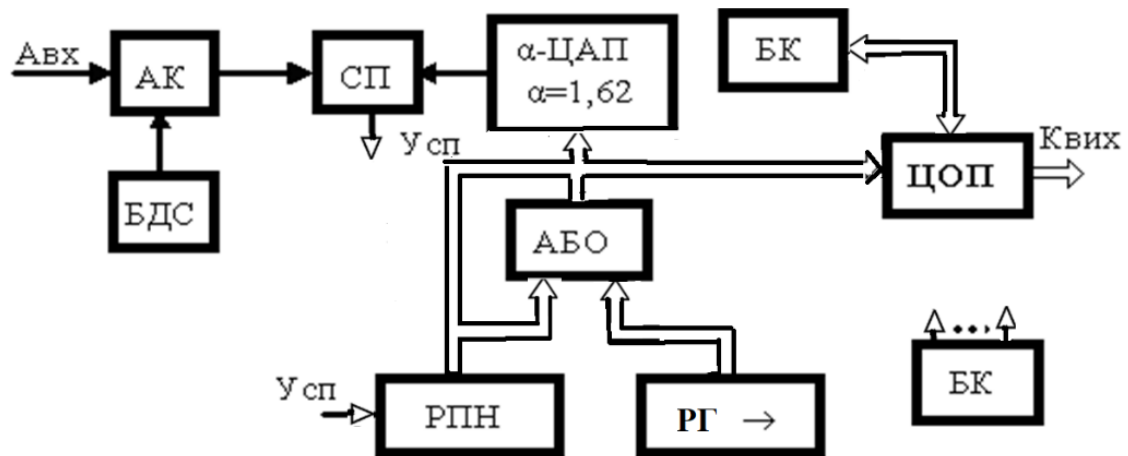 Авх
АК
СП
α-ЦАП
α=1,62
БК
Усп
БДС
АБО
ЦОП
Квих
Усп
РПН
РГ →
БК